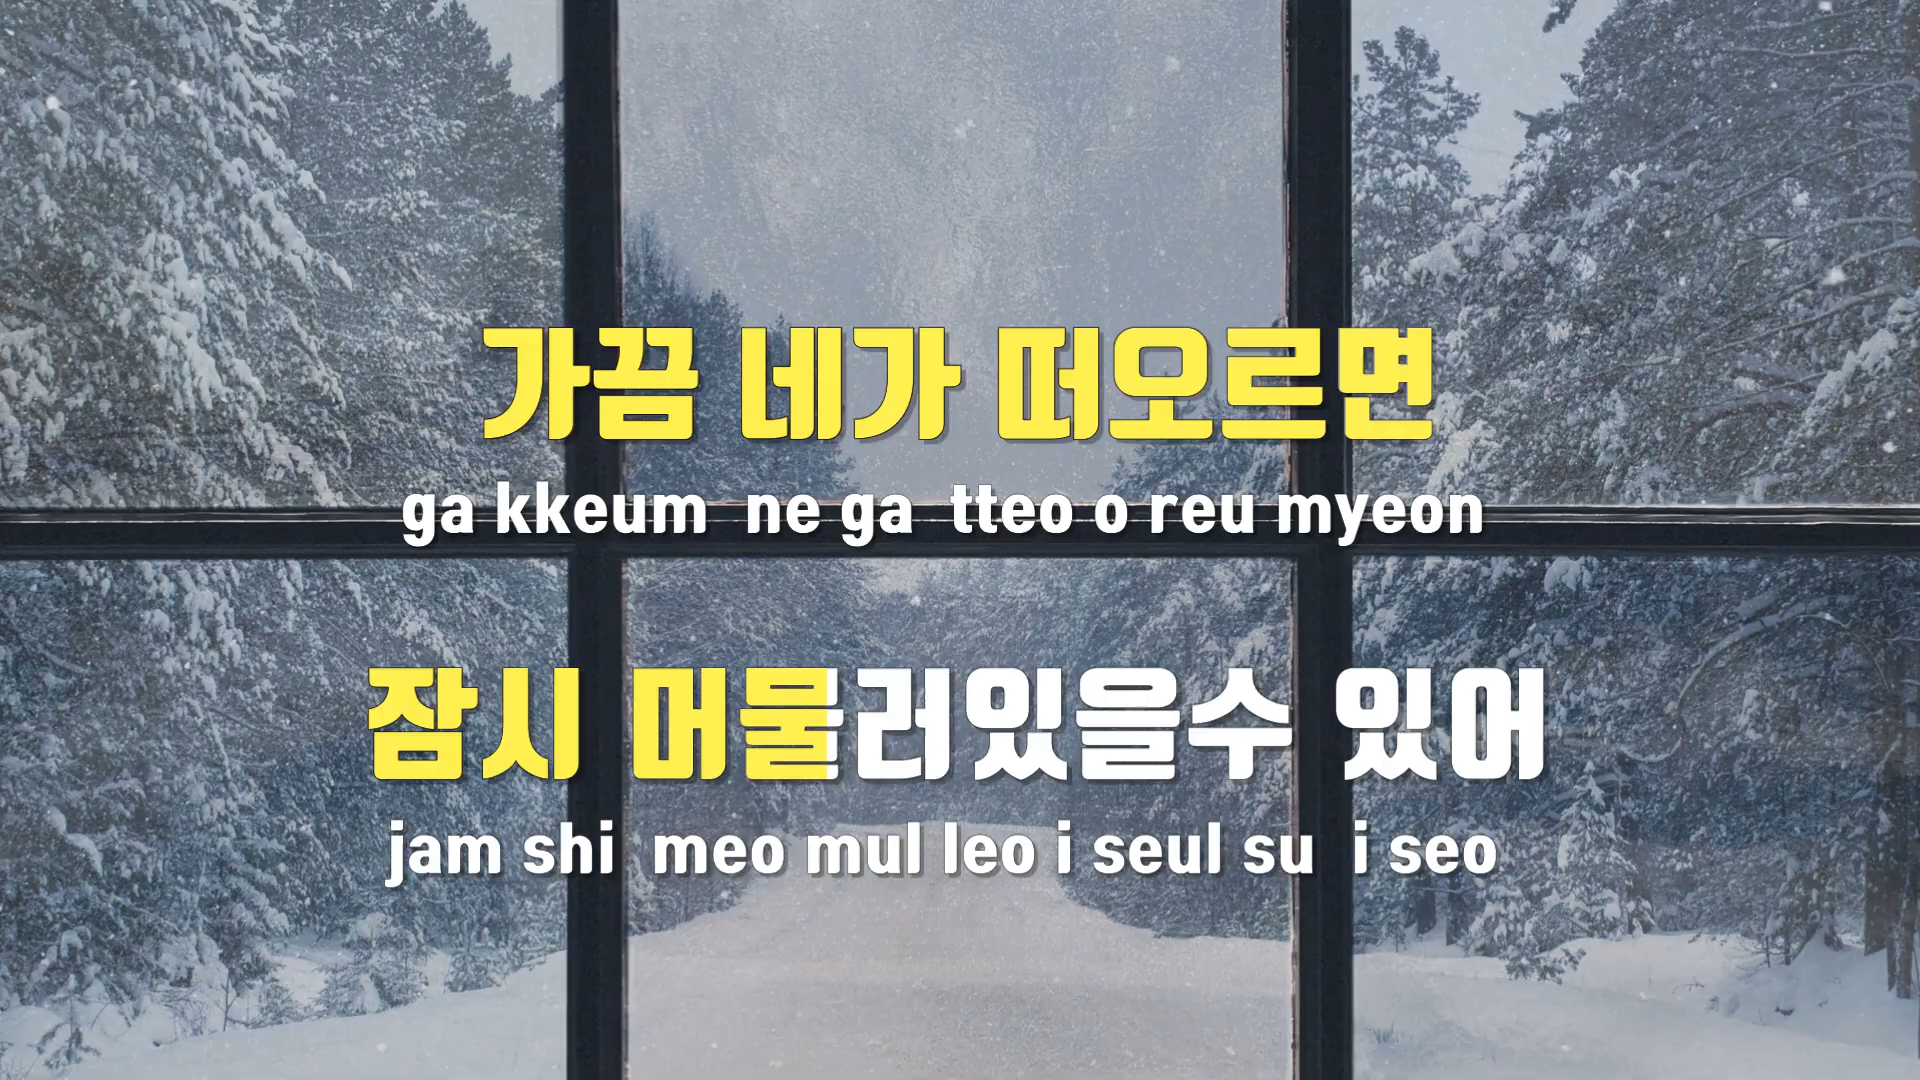 가끔 네가 떠오르면
ga kkeum ne ga tteo o reu myeon
잠시 머물러있을수 있어
jam shi meo mul leo i seul su i seo